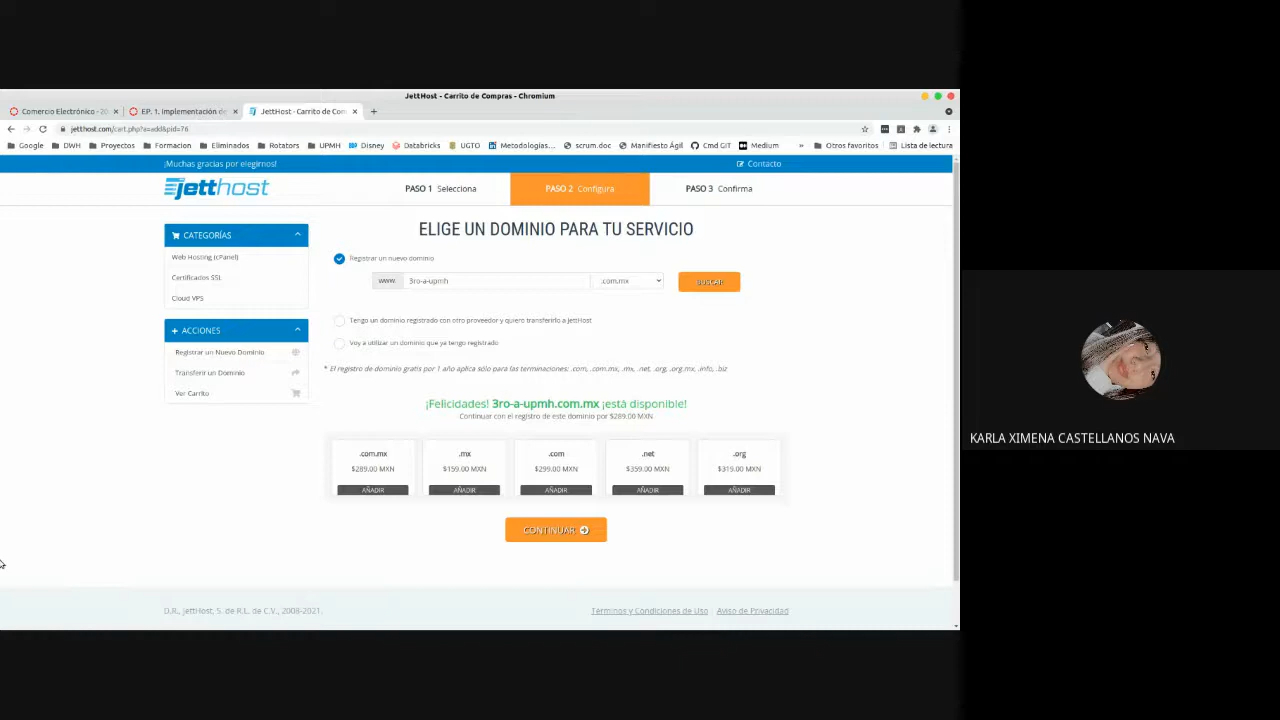 JettHost - Carrito de Compras - Chromium
Comercio Electrónico - 20
EP. 1. Implementación de
JettHost - Carrito de Com
jetthost.com/cart.php?a=add&pid=76
Google
DWH
Proyectos
Formacion
Eliminados
Rotators
UPMH
Disney
Databricks
UGTO
Metodologías...
scrum.doc
Manifiesto Ágil
Cmd GIT
Medium
»
Otros favoritos
Lista de lectura
¡Muchas gracias por elegirnos!
Contacto
jetthost
PASO 1 Selecciona
PASO 2 Configura
PASO 3 Confirma
CATEGORÍAS
Web Hosting (cPanel)
Certificados SSL
Cloud VPS
ACCIONES
Registrar un Nuevo Dominio
Transferir un Dominio
Ver Carrito
ELIGE UN DOMINIO PARA TU SERVICIO
Registrar un nuevo dominio
www. 3ro-a-upmh .com.mx BUSCAR
Tengo un dominio registrado con otro proveedor y quiero transferirlo a JettHost
Voy a utilizar un dominio que ya tengo registrado
* El registro de dominio gratis por 1 año aplica sólo para las terminaciones: .com, .com.mx, .mx, .net, .org, .org.mx, .info, .biz
¡Felicidades! 3ro-a-upmh.com.mx ¡está disponible!
Continuar con el registro de este dominio por $289.00 MXN
.com.mx
$289.00 MXN
AÑADIR
.mx
$159.00 MXN
AÑADIR
.com
$299.00 MXN
AÑADIR
.net
$359.00 MXN
AÑADIR
.org
$319.00 MXN
AÑADIR
CONTINUAR
D.R., JettHost, S. de R.L. de C.V., 2008-2021.
Términos y Condiciones de Uso
Aviso de Privacidad
KARLA XIMENA CASTELLANOS NAVA